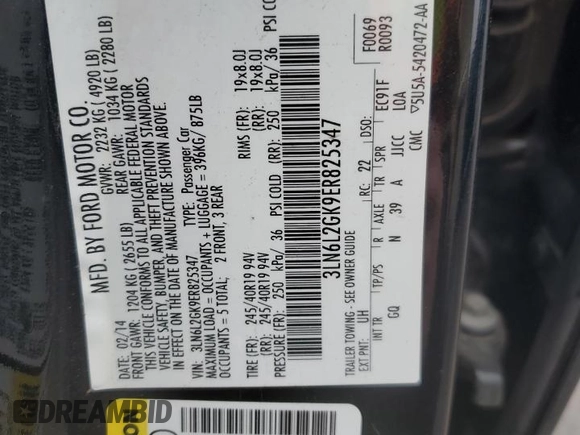 MFD. BY FORD MOTOR CO.
DATE: 02/14 GVWR: 2232 KG ( 4920 LB)
FRONT GAWR: 1204 KG ( 2655 LB) REAR GAWR: 1034 KG ( 2280 LB)
THIS VEHICLE CONFORMS TO ALL APPLICABLE FEDERAL MOTOR
VEHICLE SAFETY, BUMPER, AND THEFT PREVENTION STANDARDS
IN EFFECT ON THE DATE OF MANUFACTURE SHOWN ABOVE.
VIN: 3LN6L2GK9ER825347 TYPE: Passenger Car
MAXIMUM LOAD = OCCUPANTS + LUGGAGE = 396KG/ 875LB
OCCUPANTS = 5 TOTAL: 2 FRONT, 3 REAR
TIRE (FR): 245/40R19 94V RIMS (FR): 19x8.0J
TIRE (RR): 245/40R19 94V (RR): 19x8.0J
PRESSURE (FR): 250 kPa/ 36 PSI COLD (RR): 250 kPa/ 36 PSI COLD
3LN6L2GK9ER825347
TRAILER TOWING - SEE OWNER GUIDE
F0069
R0093
EXT PNT: UH RC: 22 DSO: EC91F
INT TR TP/PS R AXLE TR SPR LOA
GQ N 39 A JJCC CMC
▽5U5A-5420472-AA
DREAMBID